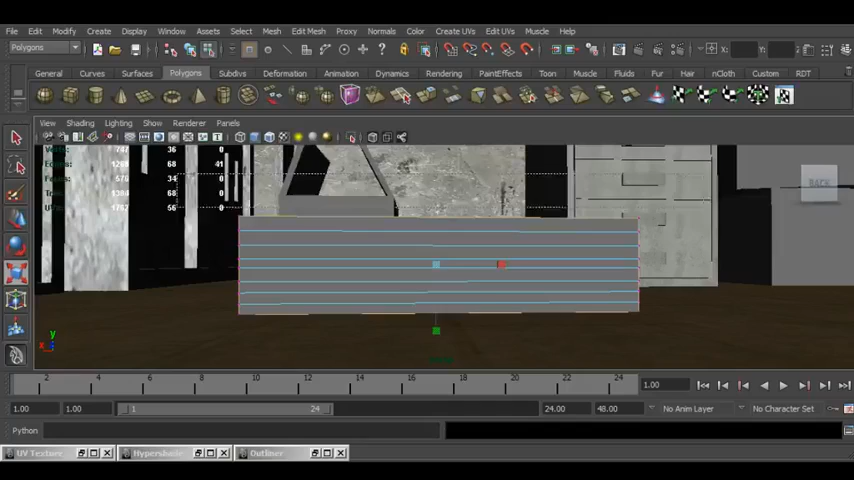 File Edit Modify Create Display Window Assets Select Mesh Edit Mesh Proxy Normals Color Create UVs Edit UVs Muscle Help
Polygons
X: Y:
General Curves Surfaces Polygons Subdivs Deformation Animation Dynamics Rendering PaintEffects Toon Muscle Fluids Fur Hair nCloth Custom RDT
View Shading Lighting Show Renderer Panels
36 0
Edges: 68 41
Faces: 576 34 0
68 0
56 0
BACK
y
x
2 4 6 8 10 12 14 16 18 20 22 24 1.00
1.00 1.00 1 24 24.00 48.00 No Anim Layer No Character Set
Python
UV Texture Hypershade Outliner